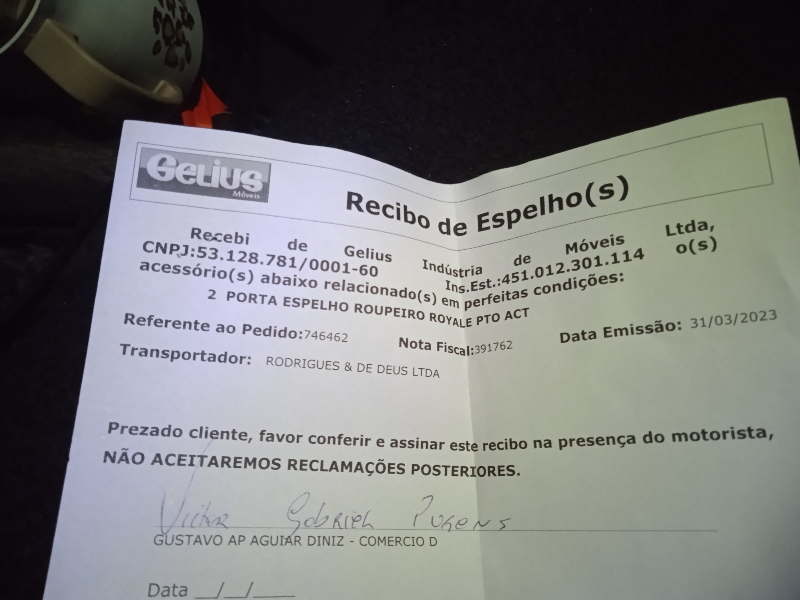 Gelius
Móveis
Recibo de Espelho(s)
Recebi de Gelius Indústria de Móveis Ltda,
CNPJ:53.128.781/0001-60 Ins.Est.:451.012.301.114 o(s)
acessório(s) abaixo relacionado(s) em perfeitas condições:
2 PORTA ESPELHO ROUPEIRO ROYALE PTO ACT
Referente ao Pedido:746462 Nota Fiscal:391762 Data Emissão: 31/03/2023
Transportador: RODRIGUES & DE DEUS LTDA
Prezado cliente, favor conferir e assinar este recibo na presença do motorista,
NÃO ACEITAREMOS RECLAMAÇÕES POSTERIORES.
Victor Gabriel
GUSTAVO AP AGUIAR DINIZ - COMERCIO D
Data __/__/____